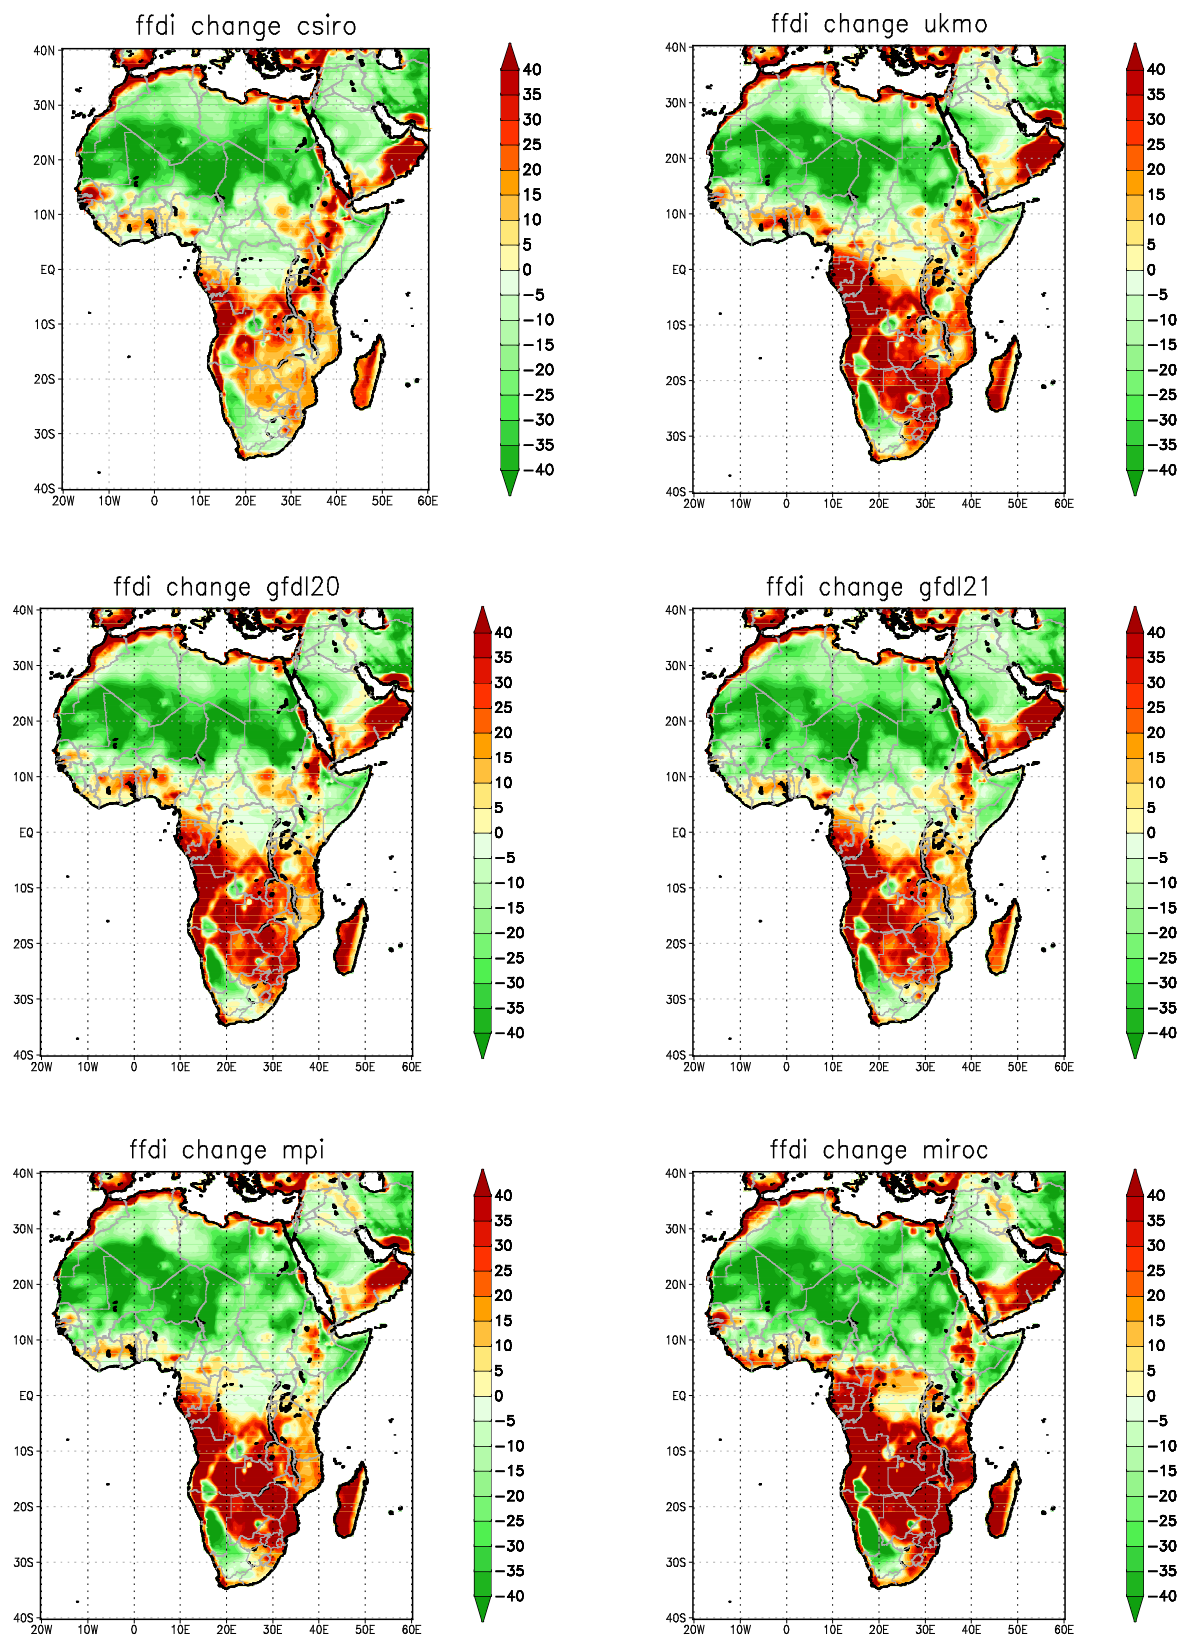 ffdi change csiro
40N
30N
20N
10N
EQ
10S
20S
30S
40S
20W 10W 0 10E 20E 30E 40E 50E 60E
40
35
30
25
20
15
10
5
0
−5
−10
−15
−20
−25
−30
−35
−40
ffdi change ukmo
40N
30N
20N
10N
EQ
10S
20S
30S
40S
20W 10W 0 10E 20E 30E 40E 50E 60E
40
35
30
25
20
15
10
5
0
−5
−10
−15
−20
−25
−30
−35
−40
ffdi change gfdl20
40N
30N
20N
10N
EQ
10S
20S
30S
40S
20W 10W 0 10E 20E 30E 40E 50E 60E
40
35
30
25
20
15
10
5
0
−5
−10
−15
−20
−25
−30
−35
−40
ffdi change gfdl21
40N
30N
20N
10N
EQ
10S
20S
30S
40S
20W 10W 0 10E 20E 30E 40E 50E 60E
40
35
30
25
20
15
10
5
0
−5
−10
−15
−20
−25
−30
−35
−40
ffdi change mpi
40N
30N
20N
10N
EQ
10S
20S
30S
40S
20W 10W 0 10E 20E 30E 40E 50E 60E
40
35
30
25
20
15
10
5
0
−5
−10
−15
−20
−25
−30
−35
−40
ffdi change miroc
40N
30N
20N
10N
EQ
10S
20S
30S
40S
20W 10W 0 10E 20E 30E 40E 50E 60E
40
35
30
25
20
15
10
5
0
−5
−10
−15
−20
−25
−30
−35
−40